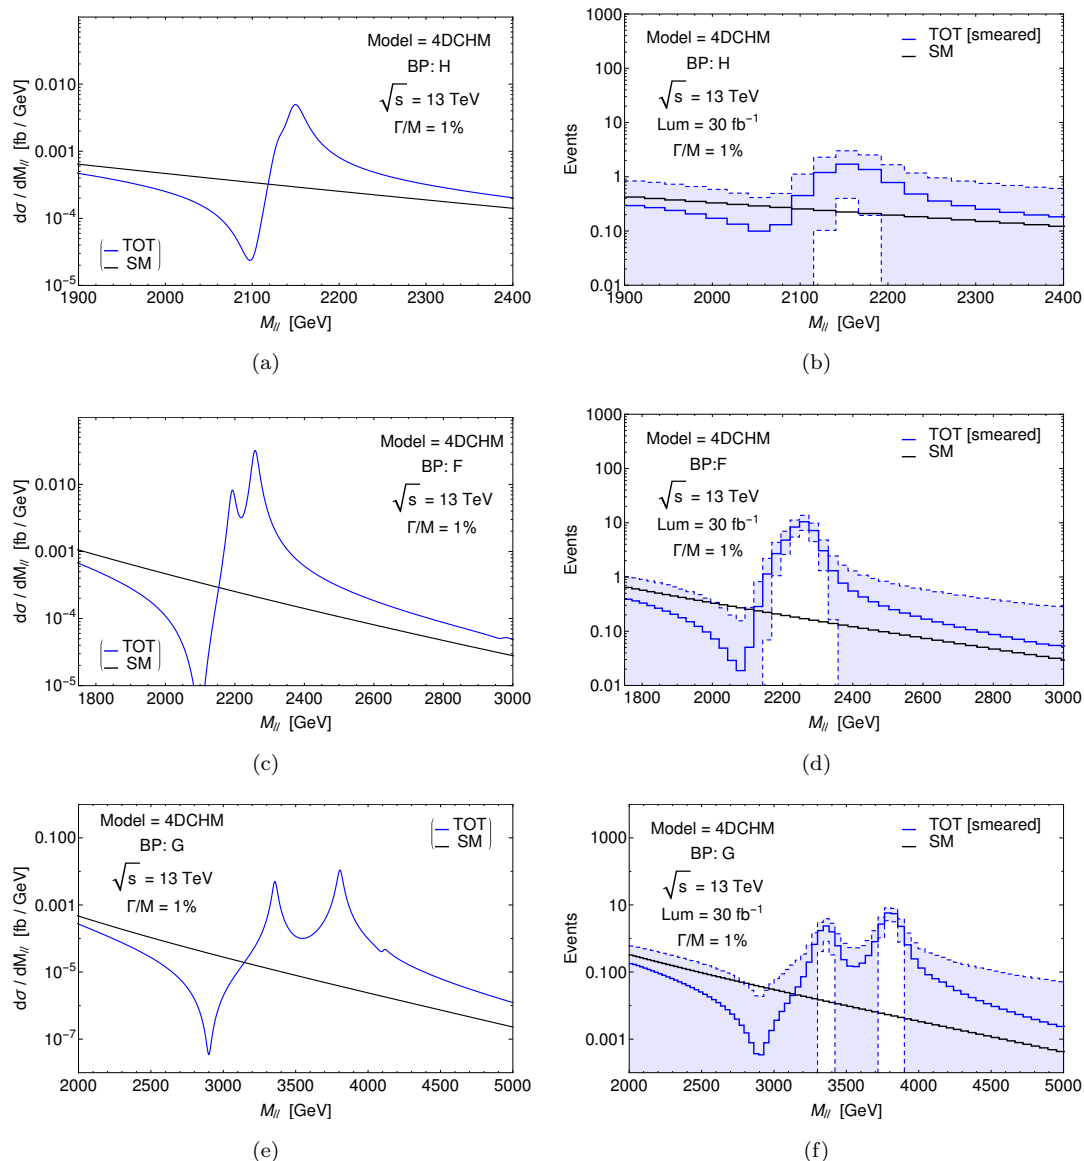 Model = 4DCHM
BP: H
√s = 13 TeV
Γ/M = 1%
TOT
SM
0.010
0.001
10⁻⁴
10⁻⁵
1900 2000 2100 2200 2300 2400
dσ / dM_ll [fb / GeV]
M_ll [GeV]
(a)
Model = 4DCHM
BP: H
√s = 13 TeV
Lum = 30 fb⁻¹
Γ/M = 1%
TOT [smeared]
SM
1000
100
10
1
0.10
0.01
1900 2000 2100 2200 2300 2400
Events
M_ll [GeV]
(b)
Model = 4DCHM
BP: F
√s = 13 TeV
Γ/M = 1%
TOT
SM
0.010
0.001
10⁻⁴
10⁻⁵
1800 2000 2200 2400 2600 2800 3000
dσ / dM_ll [fb / GeV]
M_ll [GeV]
(c)
Model = 4DCHM
BP:F
√s = 13 TeV
Lum = 30 fb⁻¹
Γ/M = 1%
TOT [smeared]
SM
1000
100
10
1
0.10
0.01
1800 2000 2200 2400 2600 2800 3000
Events
M_ll [GeV]
(d)
Model = 4DCHM
BP: G
√s = 13 TeV
Γ/M = 1%
TOT
SM
0.100
0.001
10⁻⁵
10⁻⁷
2000 2500 3000 3500 4000 4500 5000
dσ / dM_ll [fb / GeV]
M_ll [GeV]
(e)
Model = 4DCHM
BP: G
√s = 13 TeV
Lum = 30 fb⁻¹
Γ/M = 1%
TOT [smeared]
SM
1000
10
0.100
0.001
2000 2500 3000 3500 4000 4500 5000
Events
M_ll [GeV]
(f)